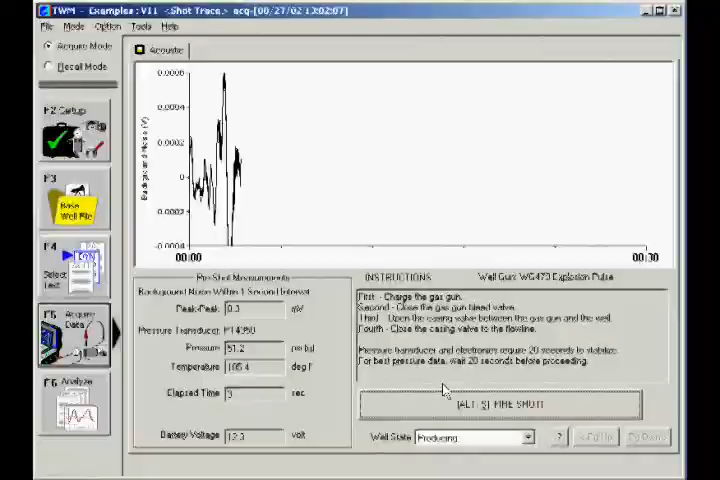 TWM - Examples: V11 <Shot Trace> acq-[08/27/02 13:02:07]
File Mode Option Tools Help
Acquire Mode
Recall Mode
F2 Setup
F3
Base
Well File
F4
Select
Test
F5 Acquire
Data
F6 Analyze
Acoustic
Background Noise (V)
0.0006
0.0004
0.0002
0
0.0002
-0.0004
00:00
00:30
Pre-Shot Measurements
Background Noise Within 1 Second Interval
Peak-Peak 0.3 mV
Pressure Transducer: PT4350
Pressure 51.2
Temperature 105.4 deg F
Elapsed Time 3 sec
Battery Voltage 12.3 volt
INSTRUCTIONS Well Gun: WG473 Explosion Pulse
First - Charge the gas gun.
Second - Close the gas gun bleed valve.
Third - Open the casing valve between the gas gun and the well.
Fourth - Close the casing valve to the flowline.
Pressure transducer and electronics require 20 seconds to stabilize.
For best pressure data, wait 20 seconds before proceeding.
(ALT-S) FIRE SHOT!
Well State Producing
?
< Pg Up
Pg Down